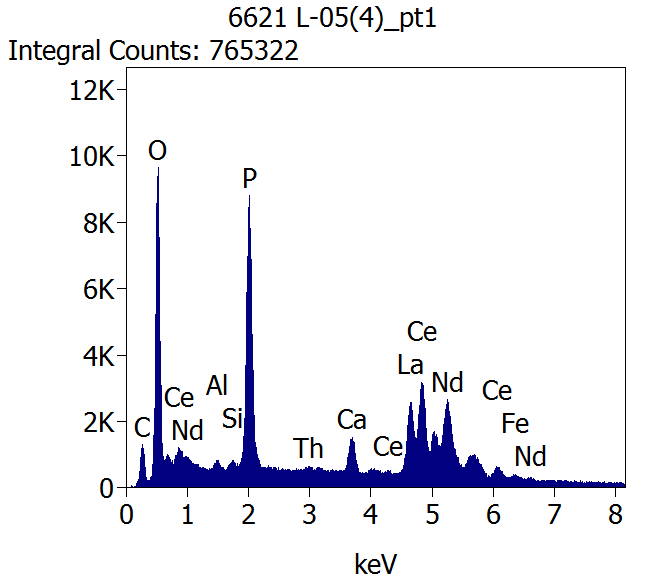 6621 L-05(4)_pt1
Integral Counts: 765322
12K
10K
8K
6K
4K
2K
0
O
P
Ce
La
Nd
Al
Ce
Ce
Si
Ca
Fe
C
Nd
Th
Ce
Nd
0 1 2 3 4 5 6 7 8
keV